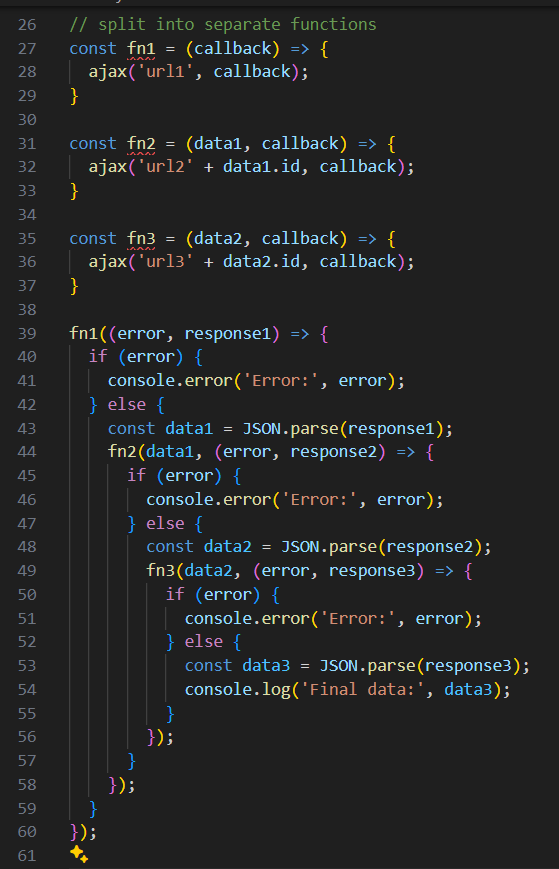 26 // split into separate functions
27 const fn1 = (callback) => {
28   ajax('url1', callback);
29 }
30
31 const fn2 = (data1, callback) => {
32   ajax('url2' + data1.id, callback);
33 }
34
35 const fn3 = (data2, callback) => {
36   ajax('url3' + data2.id, callback);
37 }
38
39 fn1((error, response1) => {
40   if (error) {
41     console.error('Error:', error);
42   } else {
43     const data1 = JSON.parse(response1);
44     fn2(data1, (error, response2) => {
45       if (error) {
46         console.error('Error:', error);
47       } else {
48         const data2 = JSON.parse(response2);
49         fn3(data2, (error, response3) => {
50           if (error) {
51             console.error('Error:', error);
52           } else {
53             const data3 = JSON.parse(response3);
54             console.log('Final data:', data3);
55           }
56         });
57       }
58     });
59   }
60 });
61